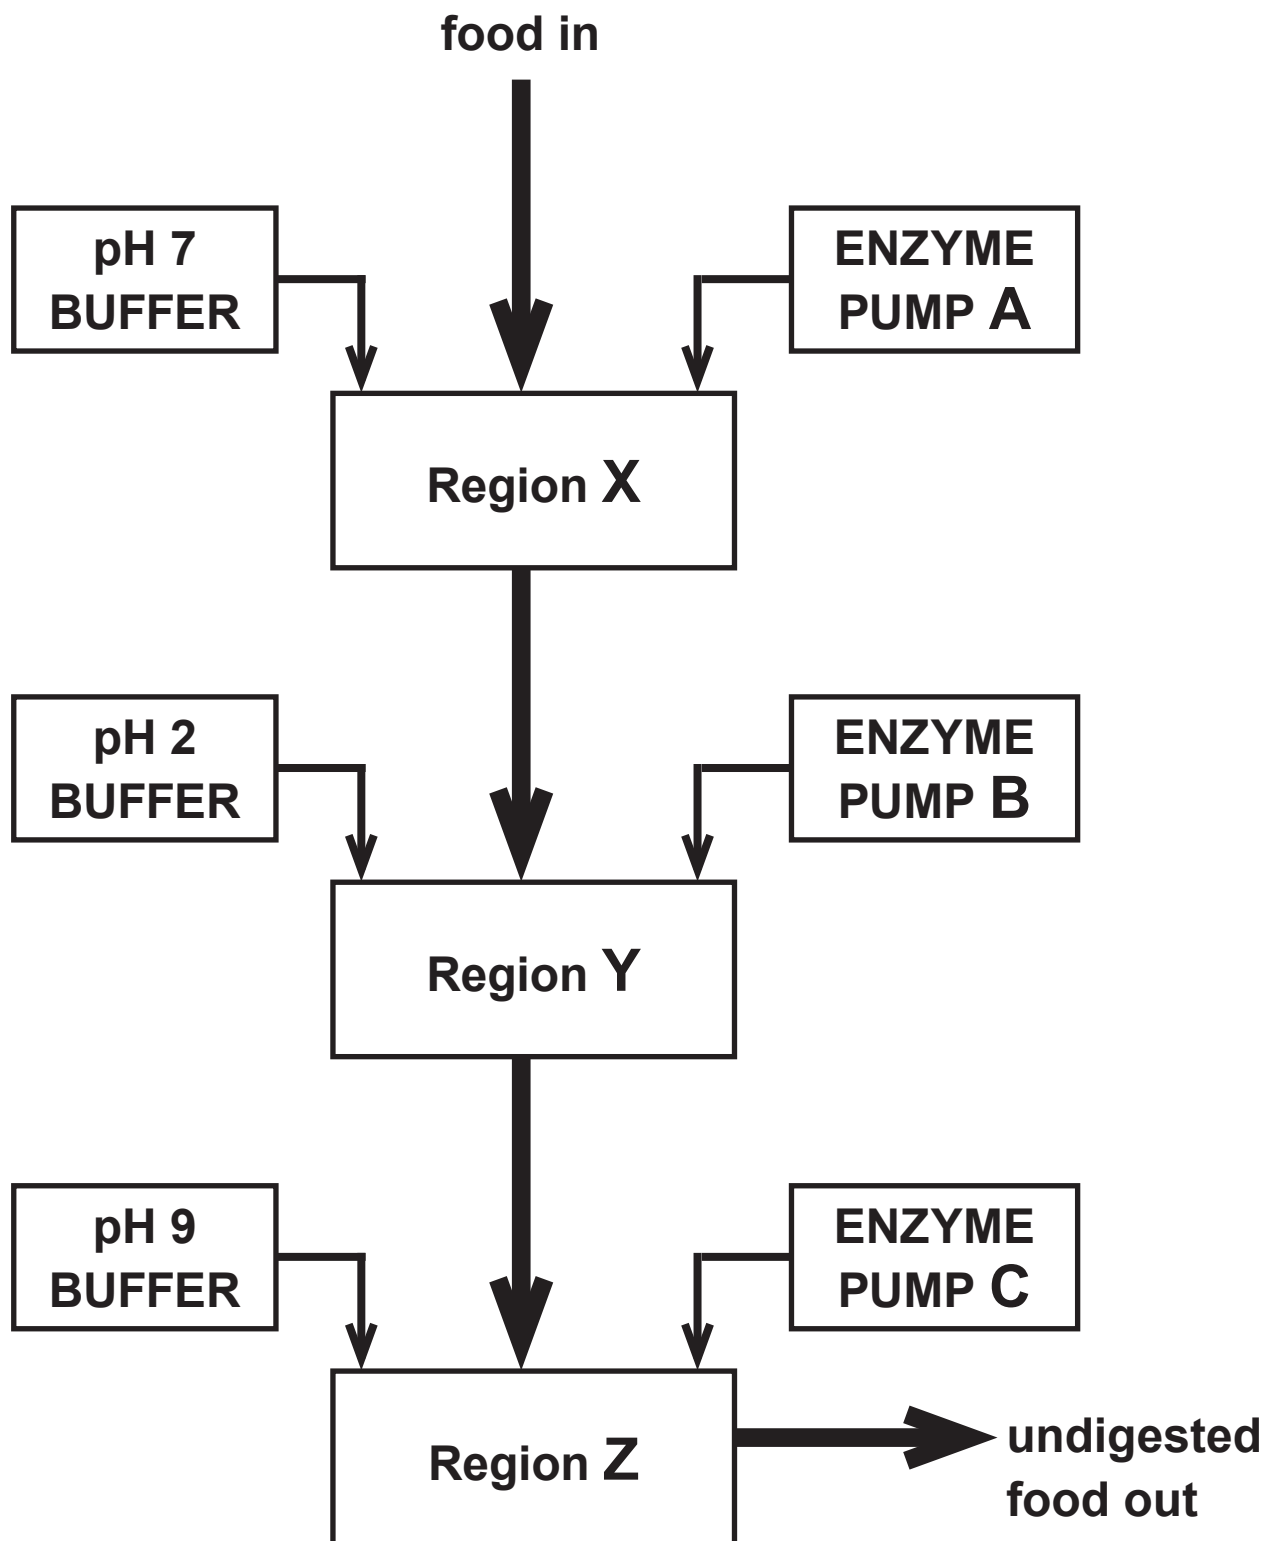 food in
pH 7
BUFFER
ENZYME
PUMP A
Region X
pH 2
BUFFER
ENZYME
PUMP B
Region Y
pH 9
BUFFER
ENZYME
PUMP C
Region Z
undigested
food out